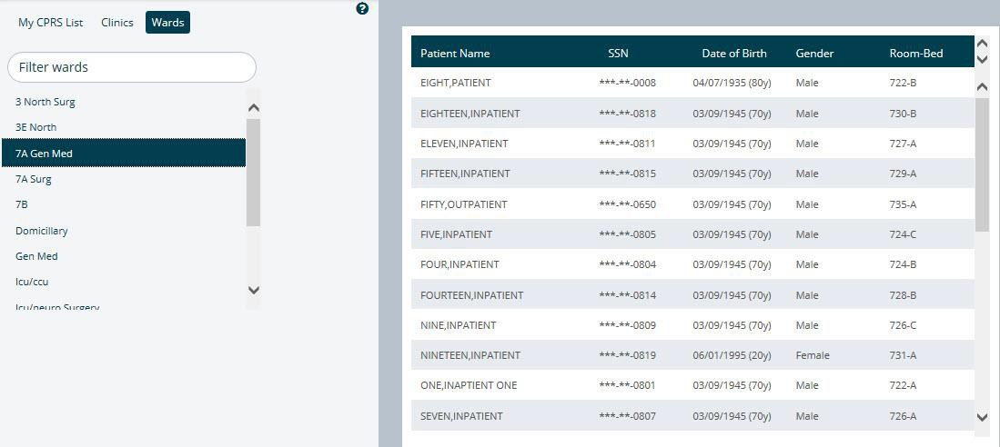 ?
My CPRS List Clinics Wards
Filter wards
3 North Surg
3E North
7A Gen Med
7A Surg
7B
Domicillary
Gen Med
Icu/ccu
Icu/neuro Surgery
Patient Name SSN Date of Birth Gender Room-Bed
EIGHT,PATIENT ***-**-0008 04/07/1935 (80y) Male 722-B
EIGHTEEN,INPATIENT ***-**-0818 03/09/1945 (70y) Male 730-B
ELEVEN,INPATIENT ***-**-0811 03/09/1945 (70y) Male 727-A
FIFTEEN,INPATIENT ***-**-0815 03/09/1945 (70y) Male 729-A
FIFTY,OUTPATIENT ***-**-0650 03/09/1945 (70y) Male 735-A
FIVE,INPATIENT ***-**-0805 03/09/1945 (70y) Male 724-C
FOUR,INPATIENT ***-**-0804 03/09/1945 (70y) Male 724-B
FOURTEEN,INPATIENT ***-**-0814 03/09/1945 (70y) Male 728-B
NINE,INPATIENT ***-**-0809 03/09/1945 (70y) Male 726-C
NINETEEN,INPATIENT ***-**-0819 06/01/1995 (20y) Female 731-A
ONE,INAPTIENT ONE ***-**-0801 03/09/1945 (70y) Male 722-A
SEVEN,INPATIENT ***-**-0807 03/09/1945 (70y) Male 726-A